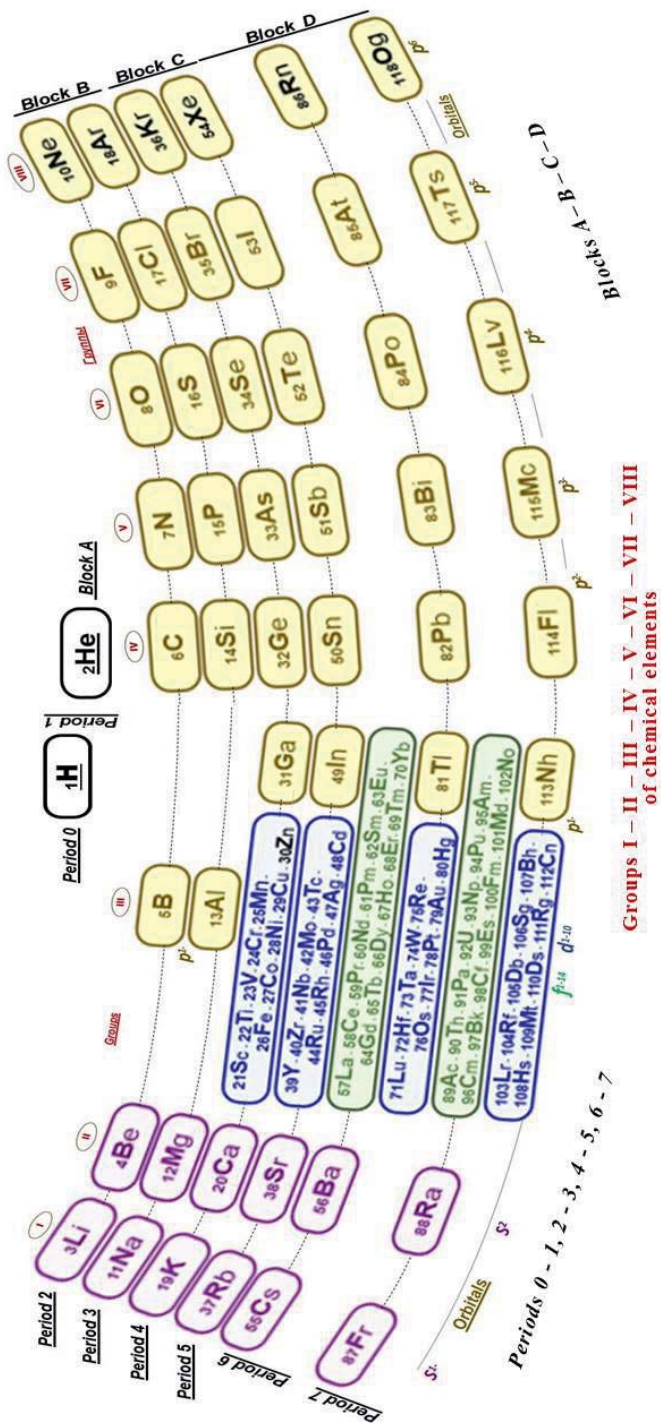 Period 0
1H
Period 1
2He
Block A
Groups
Группы
I
II
III
IV
V
VI
VII
VIII
Block B
Block C
Block D
Period 2
3Li
4Be
5B
6C
7N
8O
9F
10Ne
p1-
Period 3
11Na
12Mg
13Al
14Si
15P
16S
17Cl
18Ar
Period 4
19K
20Ca
21Sc · 22Ti · 23V · 24Cr · 25Mn ·
26Fe · 27Co · 28Ni · 29Cu · 30Zn
31Ga
32Ge
33As
34Se
35Br
36Kr
Period 5
37Rb
38Sr
39Y · 40Zr · 41Nb · 42Mo · 43Tc ·
44Ru · 45Rh · 46Pd · 47Ag · 48Cd
49In
50Sn
51Sb
52Te
53I
54Xe
Period 6
55Cs
56Ba
57La · 58Ce · 59Pr · 60Nd · 61Pm · 62Sm · 63Eu ·
64Gd · 65Tb · 66Dy · 67Ho · 68Er · 69Tm · 70Yb
71Lu · 72Hf · 73Ta · 74W · 75Re ·
76Os · 77Ir · 78Pt · 79Au · 80Hg
81Tl
82Pb
83Bi
84Po
85At
86Rn
Period 7
87Fr
88Ra
89Ac · 90Th · 91Pa · 92U · 93Np · 94Pu · 95Am ·
96Cm · 97Bk · 98Cf · 99Es · 100Fm · 101Md · 102No
103Lr · 104Rf · 105Db · 106Sg · 107Bh ·
108Hs · 109Mt · 110Ds · 111Rg · 112Cn
113Nh
114Fl
115Mc
116Lv
117Ts
118Og
S1-
S2
Orbitals
f1-14
d1-10
p1-
p2-
p3-
p4-
p5-
p6
Orbitals
Periods 0 - 1, 2 - 3, 4 - 5, 6 - 7
Groups I – II – III – IV – V – VI – VII – VIII
of chemical elements
Blocks A – B – C – D